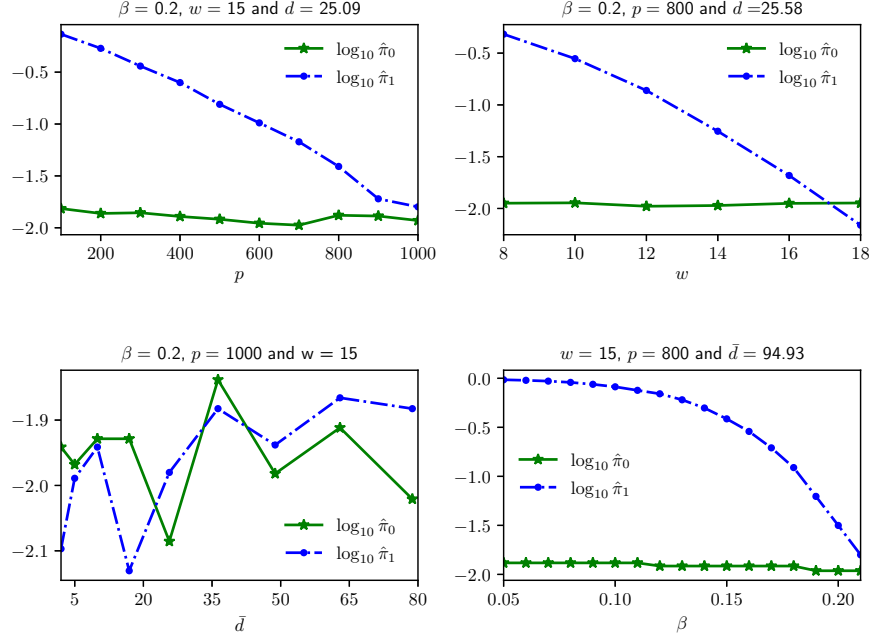 β = 0.2, w = 15 and d = 25.09
−0.5
−1.0
−1.5
−2.0
log₁₀ π̂₀
log₁₀ π̂₁
200 400 600 800 1000
p
β = 0.2, p = 800 and d =25.58
−0.5
−1.0
−1.5
−2.0
log₁₀ π̂₀
log₁₀ π̂₁
8 10 12 14 16 18
w
β = 0.2, p = 1000 and w = 15
−1.9
−2.0
−2.1
log₁₀ π̂₀
log₁₀ π̂₁
5 20 35 49 65 80
d̄
w = 15, p = 800 and d̄ = 94.93
0.0
−0.5
−1.0
−1.5
−2.0
log₁₀ π̂₀
log₁₀ π̂₁
0.05 0.10 0.15 0.20
β